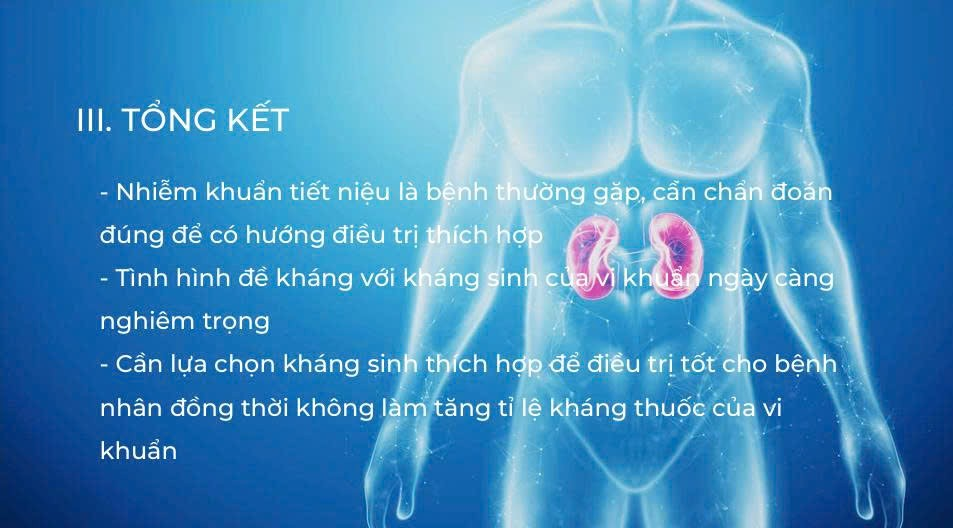 III. TỔNG KẾT
- Nhiễm khuẩn tiết niệu là bệnh thường gặp, cần chẩn đoán
đúng để có hướng điều trị thích hợp
- Tình hình đề kháng với kháng sinh của vi khuẩn ngày càng
nghiêm trọng
- Cần lựa chọn kháng sinh thích hợp để điều trị tốt cho bệnh
nhân đồng thời không làm tăng tỉ lệ kháng thuốc của vi
khuẩn